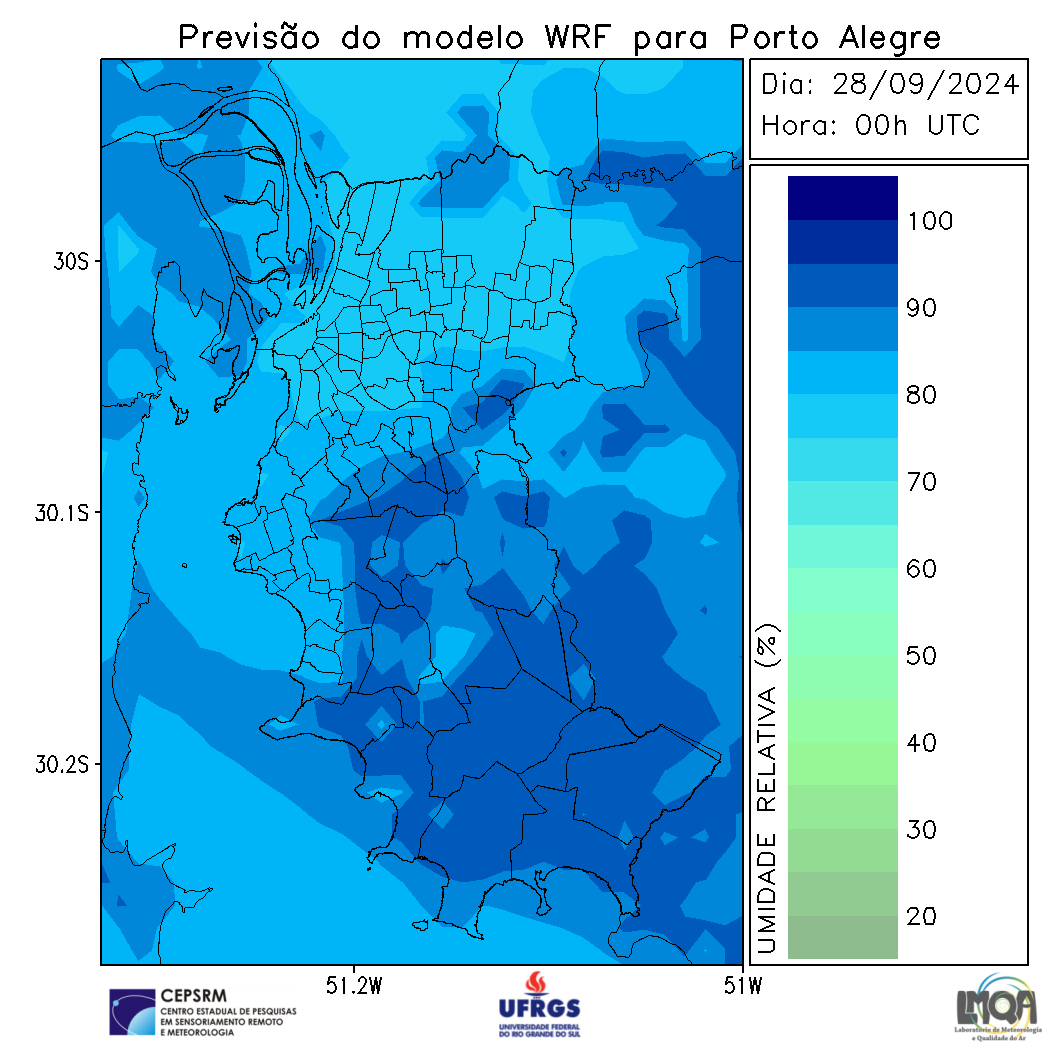 Previsão do modelo WRF para Porto Alegre
Dia: 28/09/2024
Hora: 00h UTC
30S
30.1S
30.2S
51.2W
51W
100
90
80
70
60
50
40
30
20
UMIDADE RELATIVA (%)
CEPSRM
CENTRO ESTADUAL DE PESQUISAS
EM SENSORIAMENTO REMOTO
E METEOROLOGIA
UFRGS
UNIVERSIDADE FEDERAL
DO RIO GRANDE DO SUL
LMQA
Laboratório de Meteorologia
e Qualidade do Ar